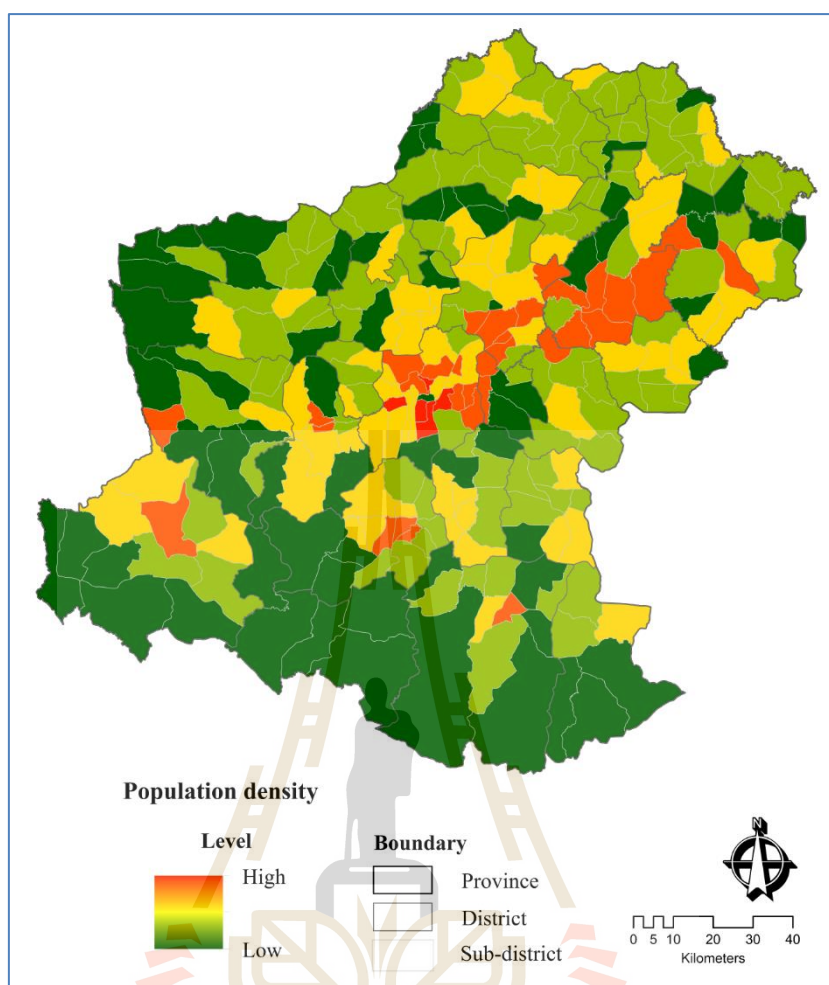 Population density
Level
High
Low
Boundary
Province
District
Sub-district
N
0 5 10 20 30 40
Kilometers